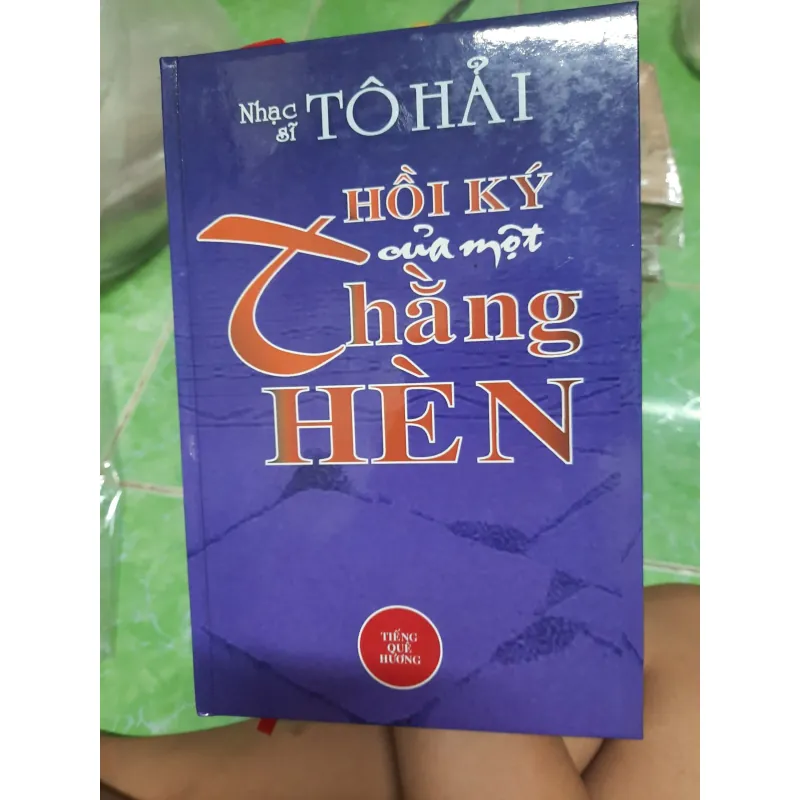 Nhạc sĩ TÔ HẢI
HỒI KÝ
của một
Thằng
HÈN
TIẾNG
QUÊ
HƯƠNG